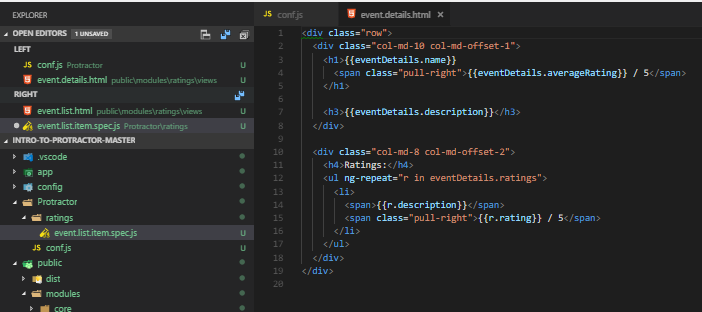 EXPLORER
OPEN EDITORS 1 UNSAVED
LEFT
JS conf.js Protractor U
event.details.html public\modules\ratings\views U
RIGHT
event.list.html public\modules\ratings\views U
event.list.item.spec.js Protractor\ratings U
INTRO-TO-PROTRACTOR-MASTER
.vscode
app
config
Protractor
ratings
event.list.item.spec.js U
JS conf.js U
public
dist
modules
core
JS conf.js
event.details.html ×
1 <div class="row">
2 <div class="col-md-10 col-md-offset-1">
3 <h1>{{eventDetails.name}}
4 <span class="pull-right">{{eventDetails.averageRating}} / 5</span>
5 </h1>
6
7 <h3>{{eventDetails.description}}</h3>
8 </div>
9
10 <div class="col-md-8 col-md-offset-2">
11 <h4>Ratings:</h4>
12 <ul ng-repeat="r in eventDetails.ratings">
13 <li>
14 <span>{{r.description}}</span>
15 <span class="pull-right">{{r.rating}} / 5</span>
16 </li>
17 </ul>
18 </div>
19 </div>
20